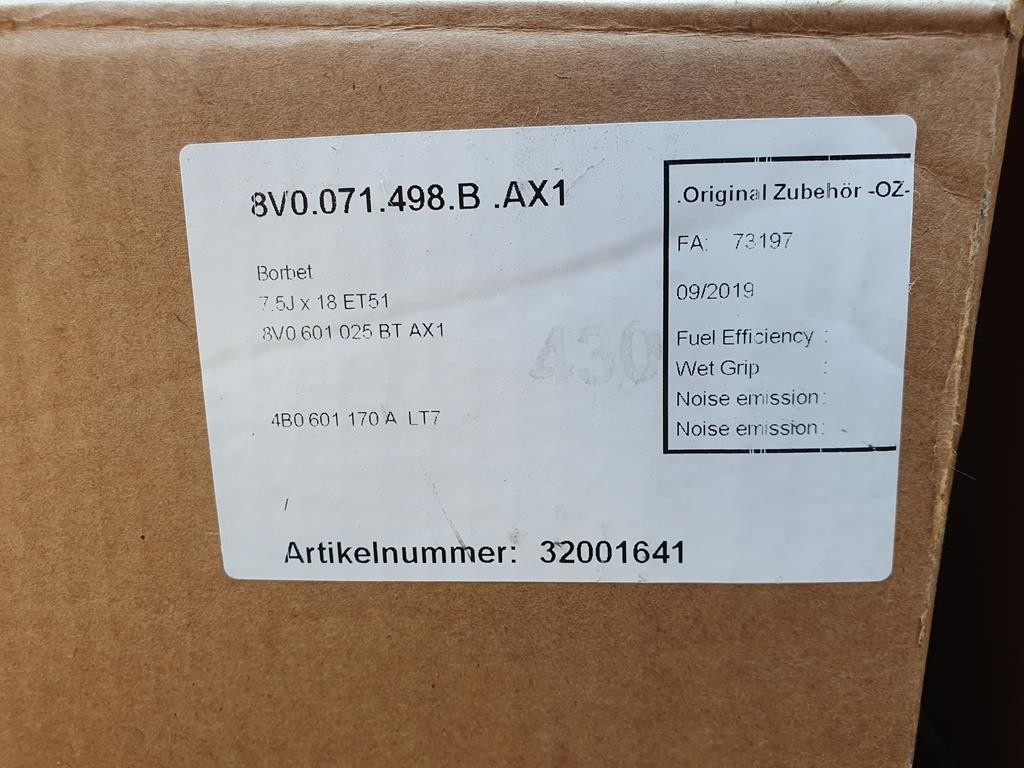 8V0.071.498.B .AX1
Borbet
7.5J x 18 ET51
8V0 601 025 BT AX1
4B0 601 170 A LT7
/
Artikelnummer: 32001641
.Original Zubehör -OZ-
FA: 73197
09/2019
Fuel Efficiency :
Wet Grip :
Noise emission:
Noise emission:
430